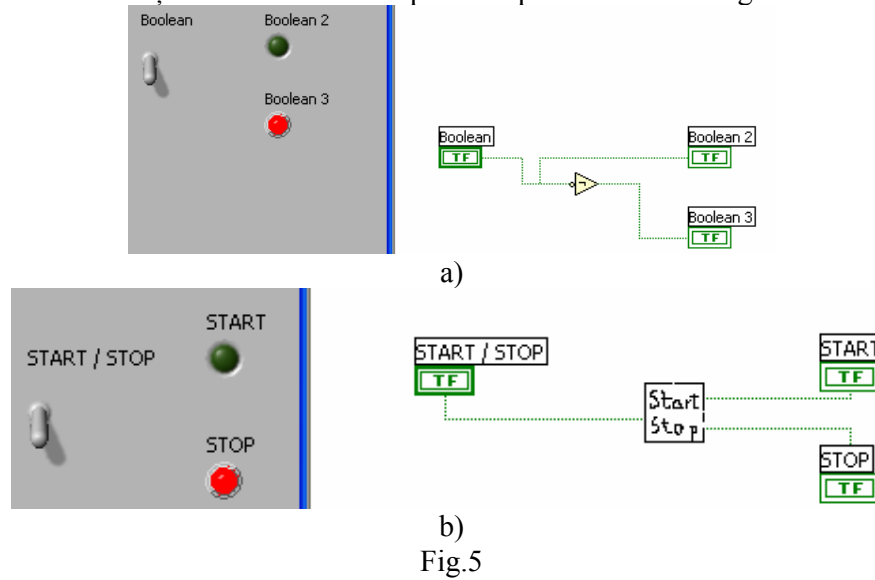 Boolean Boolean 2
Boolean 3
Boolean
TF
Boolean 2
TF
Boolean 3
TF
a)
START
START / STOP
STOP
START / STOP
TF
Start
Stop
START
TF
STOP
TF
b)
Fig.5